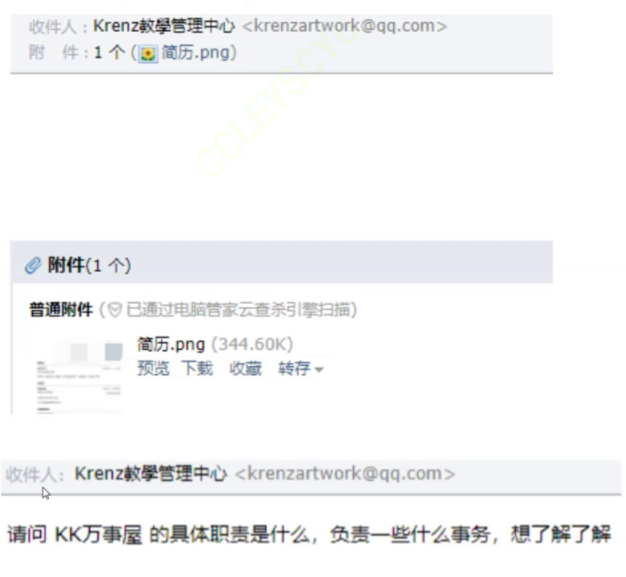 收件人：Krenz教學管理中心 <krenzartwork@qq.com>
附 件：1 个 (简历.png)
CCLEYSCY
附件(1 个)
普通附件 (已通过电脑管家云查杀引擎扫描)
简历.png (344.60K)
预览 下载 收藏 转存
收件人: Krenz教學管理中心 <krenzartwork@qq.com>
请问 KK万事屋 的具体职责是什么，负责一些什么事务，想了解了解